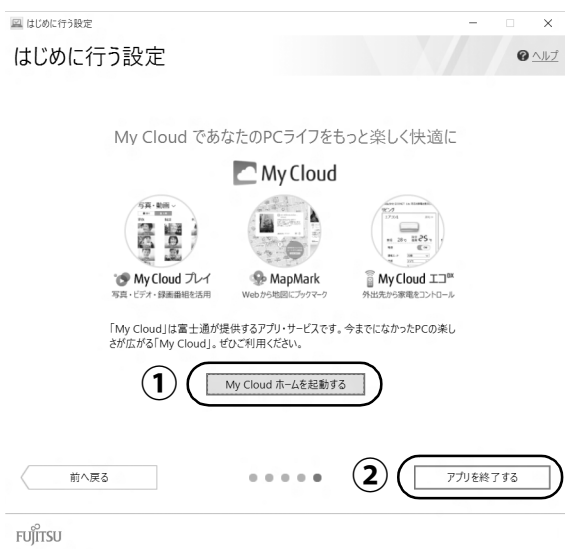 はじめに行う設定
はじめに行う設定
ヘルプ
My Cloud であなたのPCライフをもっと楽しく快適に
My Cloud
写真・動画
My Cloud プレイ
写真・ビデオ・録画番組を活用
MapMark
Webから地図にブックマーク
My Cloud エコ
外出先から家電をコントロール
「My Cloud」は富士通が提供するアプリ・サービスです。今までになかったPCの楽し
さが広がる「My Cloud」。ぜひご利用ください。
① My Cloud ホームを起動する
前へ戻る
② アプリを終了する
FUJITSU